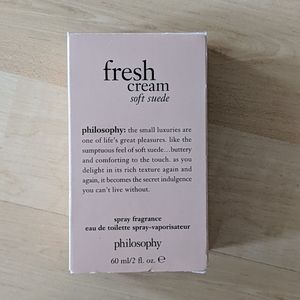 fresh
cream
soft suede
philosophy: the small luxuries are
one of life's great pleasures. like the
sumptuous feel of soft suede...buttery
and comforting to the touch. as you
delight in its rich texture again and
again, it becomes the secret indulgence
you can't live without.
spray fragrance
eau de toilette spray-vaporisateur
philosophy
60 ml/2 fl. oz. ℮